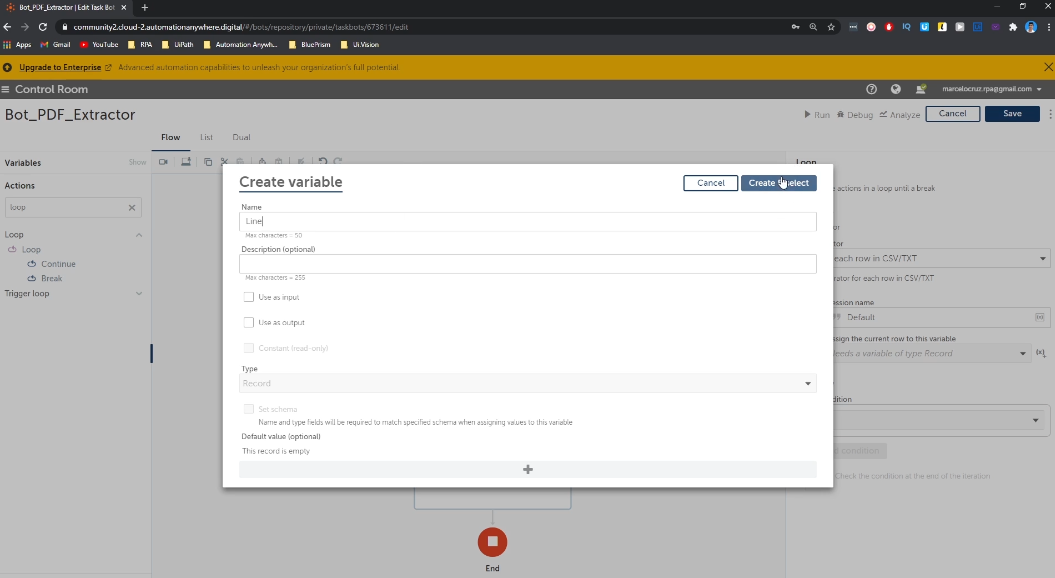 Bot_PDF_Extractor | Edit Task Bot
community2.cloud-2.automationanywhere.digital/#/bots/repository/private/taskbots/673611/edit
Apps Gmail YouTube RPA UiPath Automation Anywh... BluePrism Ui.Vision
Upgrade to Enterprise Advanced automation capabilities to unleash your organization's full potential.
Control Room
marcelocruz.rpa@gmail.com
Bot_PDF_Extractor
Run Debug Analyze Cancel Save
Flow List Dual
Variables Show
Loop
Actions
loop
Loop
Loop
Continue
Break
Trigger loop
Create variable
Cancel
Create & select
Name
Line
Max characters = 50
Description (optional)
Max characters = 255
Use as input
Use as output
Constant (read-only)
Type
Record
Set schema
Name and type fields will be required to match specified schema when assigning values to this variable
Default value (optional)
This record is empty
End
actions in a loop until a break
each row in CSV/TXT
for each row in CSV/TXT
name
Default
the current row to this variable
a variable of type Record
condition
Check the condition at the end of the iteration